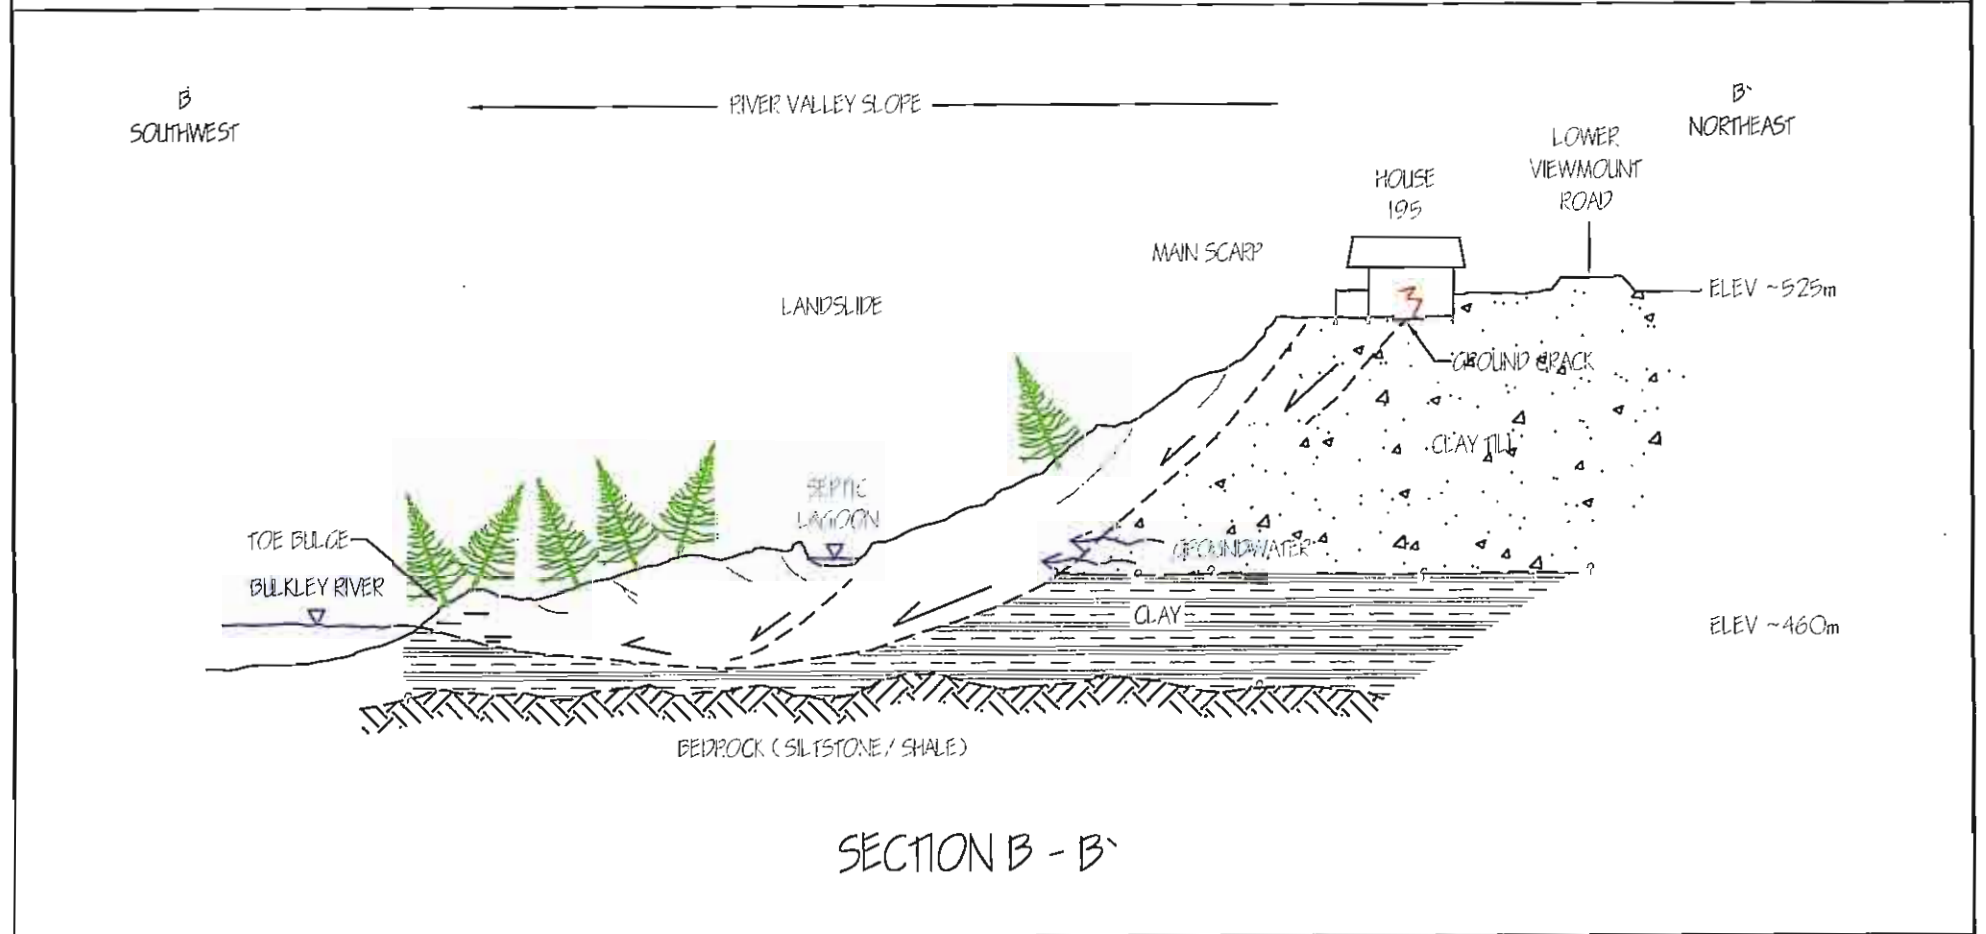 B
SOUTHWEST
RIVER VALLEY SLOPE
B`
NORTHEAST
LOWER
VIEWMOUNT
ROAD
HOUSE
195
MAIN SCARP
ELEV ~525m
LANDSLIDE
GROUND CRACK
CLAY TILL
SEPTIC
LAGOON
TOE BULGE
GROUNDWATER
BULKLEY RIVER
?
?
?
?
CLAY
ELEV ~460m
?
BEDROCK (SILTSTONE / SHALE)
SECTION B - B`